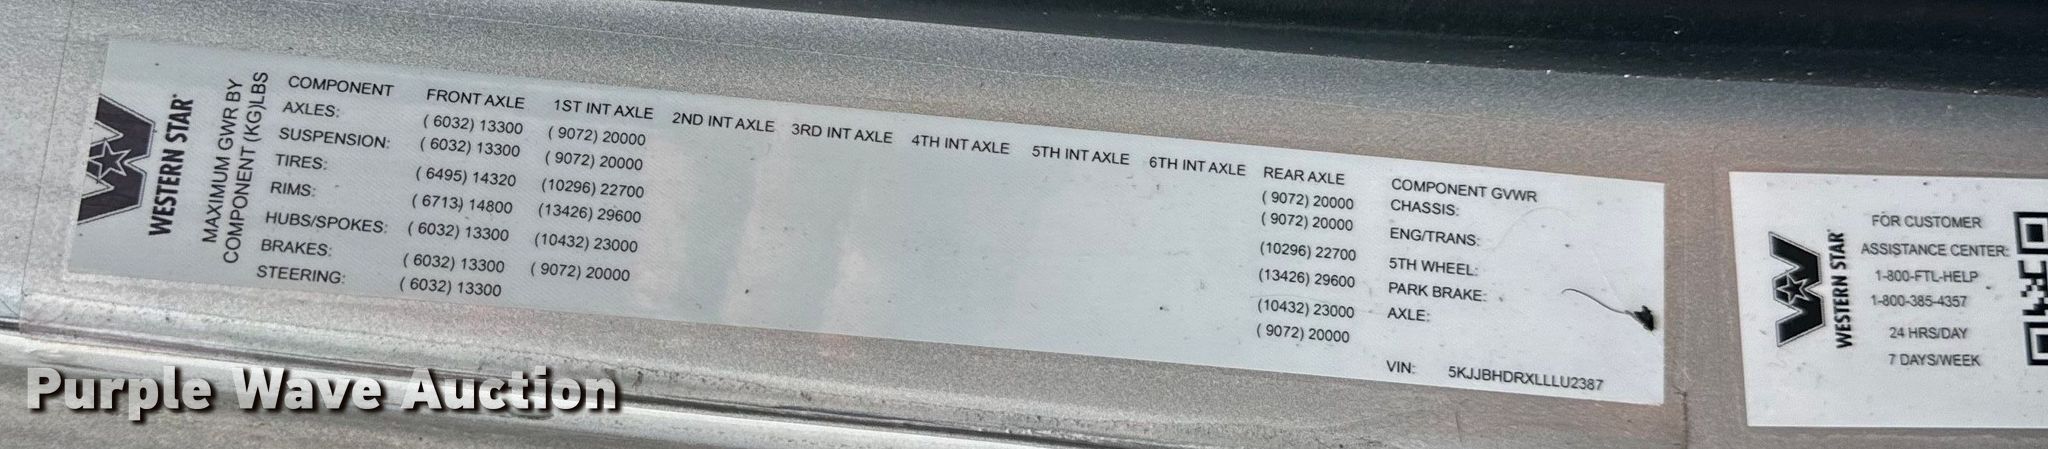 WESTERN STAR
MAXIMUM GWR BY
COMPONENT (KG)LBS
COMPONENT FRONT AXLE 1ST INT AXLE 2ND INT AXLE 3RD INT AXLE 4TH INT AXLE 5TH INT AXLE 6TH INT AXLE REAR AXLE COMPONENT GVWR
AXLES: ( 6032) 13300 ( 9072) 20000 ( 9072) 20000 CHASSIS:
SUSPENSION: ( 6032) 13300 ( 9072) 20000 ( 9072) 20000 ENG/TRANS:
TIRES: ( 6495) 14320 (10296) 22700 (10296) 22700 5TH WHEEL:
RIMS: ( 6713) 14800 (13426) 29600 (13426) 29600 PARK BRAKE:
HUBS/SPOKES: ( 6032) 13300 (10432) 23000 (10432) 23000 AXLE:
BRAKES: ( 6032) 13300 ( 9072) 20000 ( 9072) 20000
STEERING: ( 6032) 13300
VIN: 5KJJBHDRXLLLU2387
WESTERN STAR
FOR CUSTOMER
ASSISTANCE CENTER:
1-800-FTL-HELP
1-800-385-4357
24 HRS/DAY
7 DAYS/WEEK
Purple Wave Auction